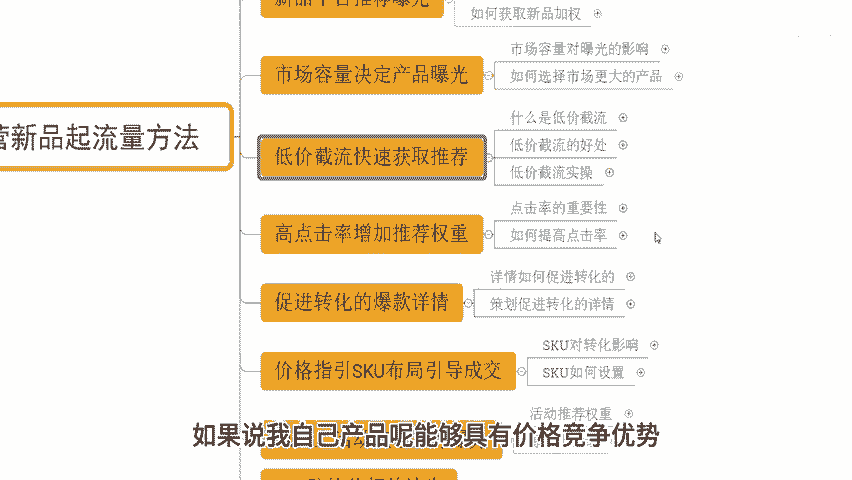 新品平台推荐曝光
如何获取新品加权
市场容量决定产品曝光
市场容量对曝光的影响
如何选择市场更大的产品
营新品起流量方法
低价截流快速获取推荐
什么是低价截流
低价截流的好处
低价截流实操
高点击率增加推荐权重
点击率的重要性
如何提高点击率
促进转化的爆款详情
详情如何促进转化的
策划促进转化的详情
价格指引SKU布局引导成交
SKU对转化影响
SKU如何设置
活动推荐权重
如果说我自己产品呢能够具有价格竞争优势